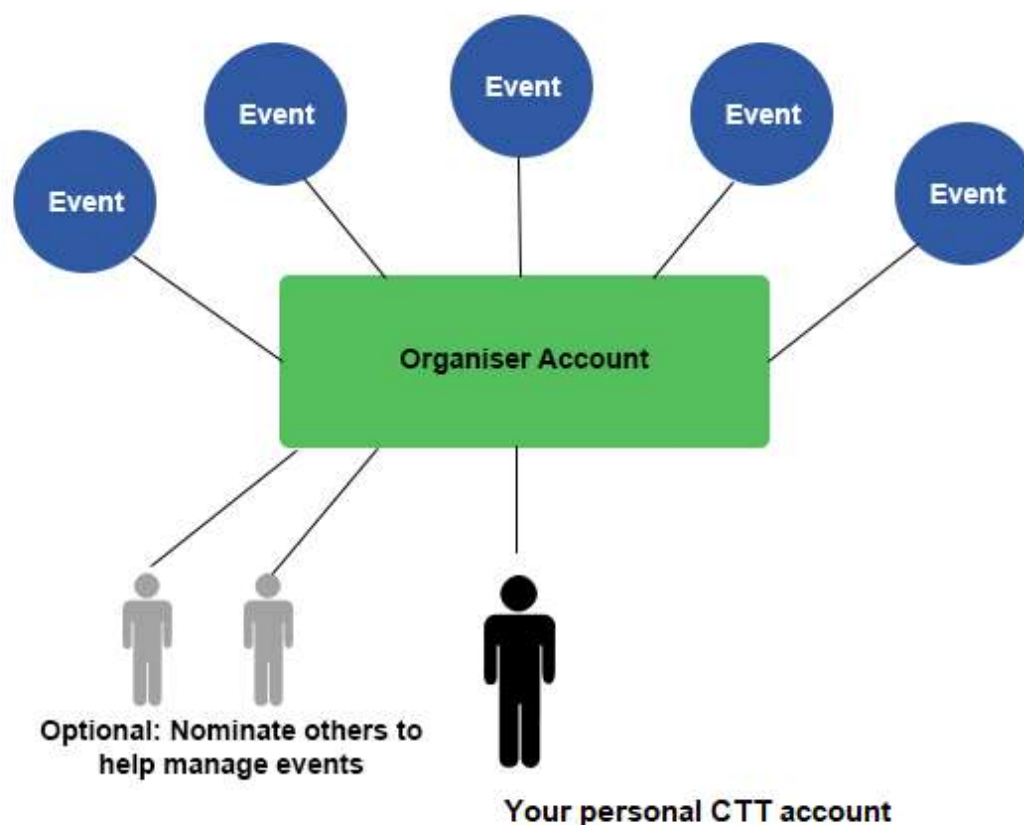 Event
Event
Event
Event
Event
Organiser Account
Optional: Nominate others to
help manage events
Your personal CTT account